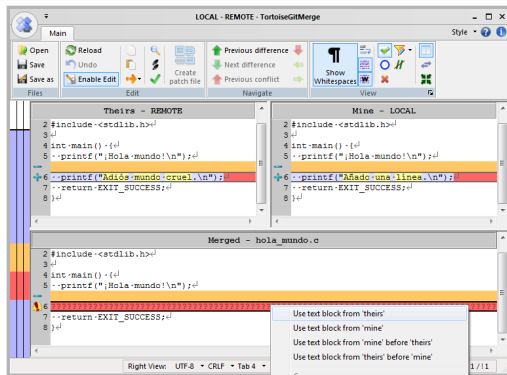 LOCAL - REMOTE - TortoiseGitMerge
Main
Style
Open
Save
Save as
Files
Reload
Undo
Enable Edit
Create
patch file
Edit
Previous difference
Next difference
Previous conflict
Navigate
Show
Whitespaces
View
Theirs - REMOTE
2 #include·<stdlib.h>↵
3 ↵
4 int·main()·{↵
5 ··printf("¡Hola·mundo!\n");↵
6 ··printf("Adiós·mundo·cruel.\n");↵
7 ··return·EXIT_SUCCESS;↵
8 }↵
Mine - LOCAL
2 #include·<stdlib.h>↵
3 ↵
4 int·main()·{↵
5 ··printf("¡Hola·mundo!\n");↵
6 ··printf("Añado·una·línea.\n");↵
7 ··return·EXIT_SUCCESS;↵
8 }↵
Merged - hola_mundo.c
2 #include·<stdlib.h>↵
3 ↵
4 int·main()·{↵
5 ··printf("¡Hola·mundo!\n");↵
6
7 ··return·EXIT_SUCCESS;↵
8 }↵
Use text block from 'theirs'
Use text block from 'mine'
Use text block from 'mine' before 'theirs'
Use text block from 'theirs' before 'mine'
Right View: UTF-8 CRLF Tab 4